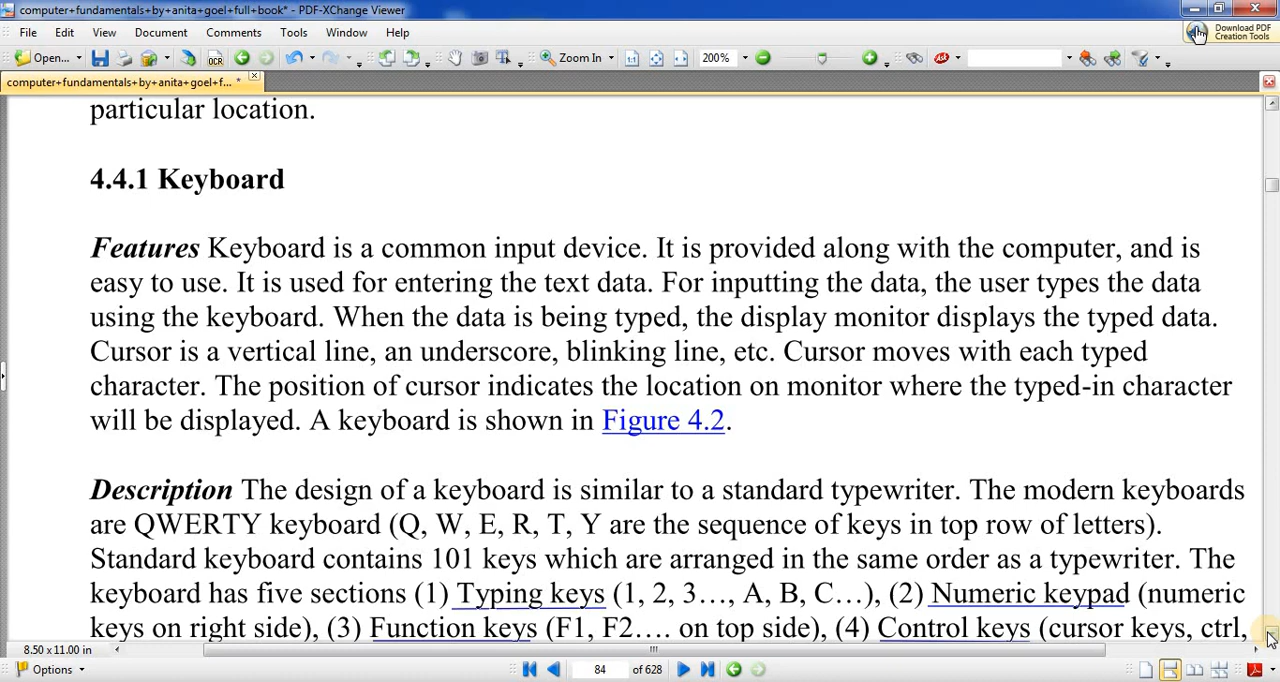 computer+fundamentals+by+anita+goel+full+book* - PDF-XChange Viewer
File Edit View Document Comments Tools Window Help
Download PDF
Creation Tools
Open... OCR Zoom In 1:1 200%
computer+fundamentals+by+anita+goel+f... *
particular location.
4.4.1 Keyboard
Features Keyboard is a common input device. It is provided along with the computer, and is
easy to use. It is used for entering the text data. For inputting the data, the user types the data
using the keyboard. When the data is being typed, the display monitor displays the typed data.
Cursor is a vertical line, an underscore, blinking line, etc. Cursor moves with each typed
character. The position of cursor indicates the location on monitor where the typed-in character
will be displayed. A keyboard is shown in Figure 4.2.
Description The design of a keyboard is similar to a standard typewriter. The modern keyboards
are QWERTY keyboard (Q, W, E, R, T, Y are the sequence of keys in top row of letters).
Standard keyboard contains 101 keys which are arranged in the same order as a typewriter. The
keyboard has five sections (1) Typing keys (1, 2, 3…, A, B, C…), (2) Numeric keypad (numeric
keys on right side), (3) Function keys (F1, F2…. on top side), (4) Control keys (cursor keys, ctrl,
8.50 x 11.00 in
Options 84 of 628